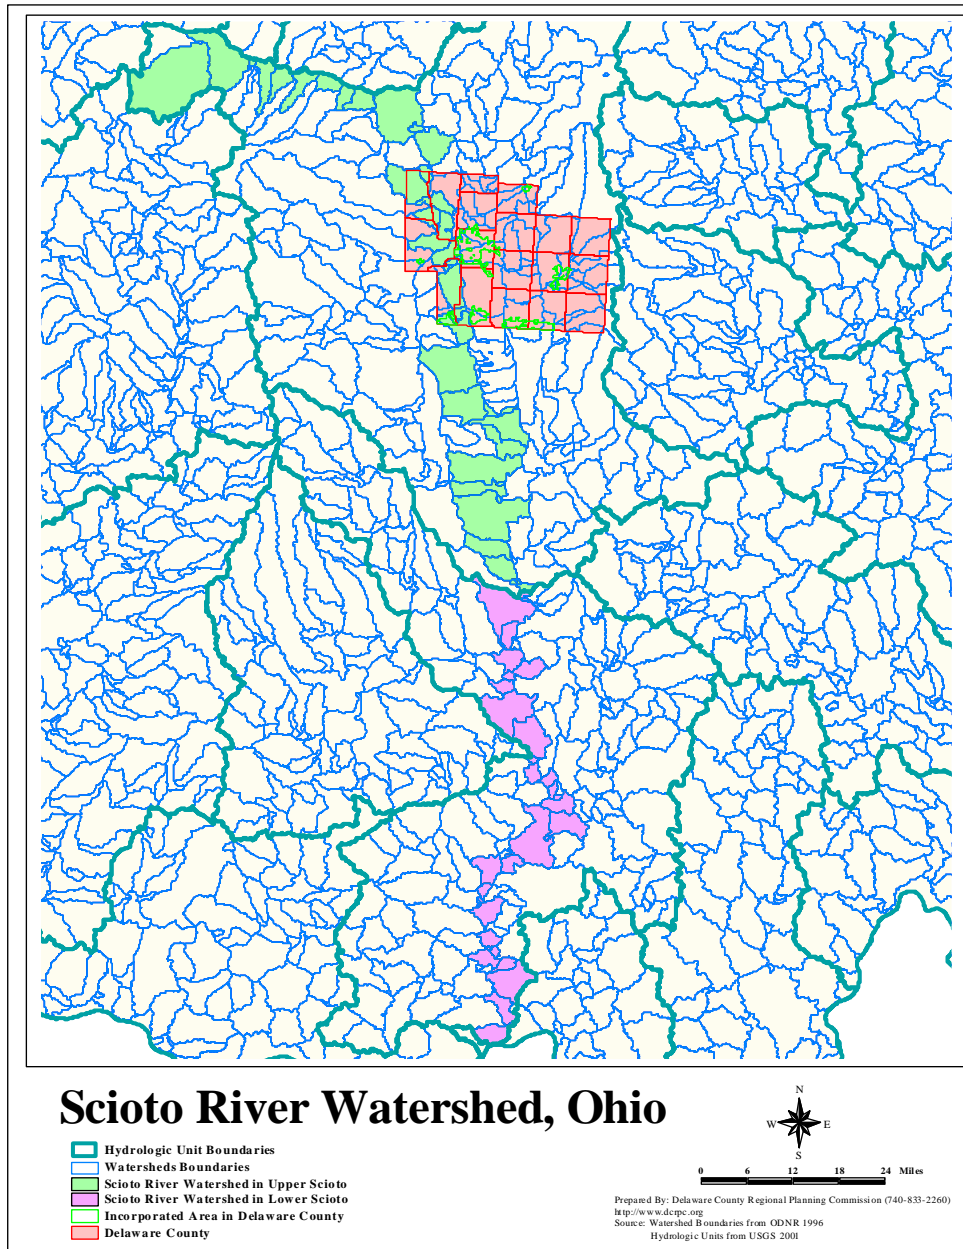 Scioto River Watershed, Ohio
Hydrologic Unit Boundaries
Watersheds Boundaries
Scioto River Watershed in Upper Scioto
Scioto River Watershed in Lower Scioto
Incorporated Area in Delaware County
Delaware County
N
W E
S
0 6 12 18 24 Miles
Prepared By: Delaware County Regional Planning Commission (740-833-2260)
http://www.dcrpc.org
Source: Watershed Boundaries from ODNR 1996
Hydrologic Units from USGS 2001